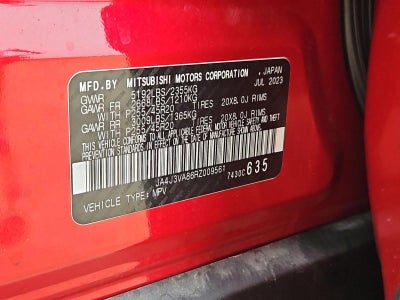 MFD.BY MITSUBISHI MOTORS CORPORATION. JAPAN
GVWR 5192LBS/2355KG JUL 2023
GAWR FR 2668LBS/1210KG
WITH P255/45R20 TIRES 20X8.0J RIMS
GAWR RR 3009LBS/1365KG
WITH P255/45R20 TIRES 20X8.0J RIMS
THIS VEHICLE CONFORMS TO ALL APPLICABLE
FEDERAL MOTOR VEHICLE SAFETY AND
THEFT PREVENTION STANDARDS IN EFFECT ON
THE DATE OF MANUFACTURE SHOWN ABOVE.
JA4J3VA86RZ009561 7430C 635
VEHICLE TYPE: MPV